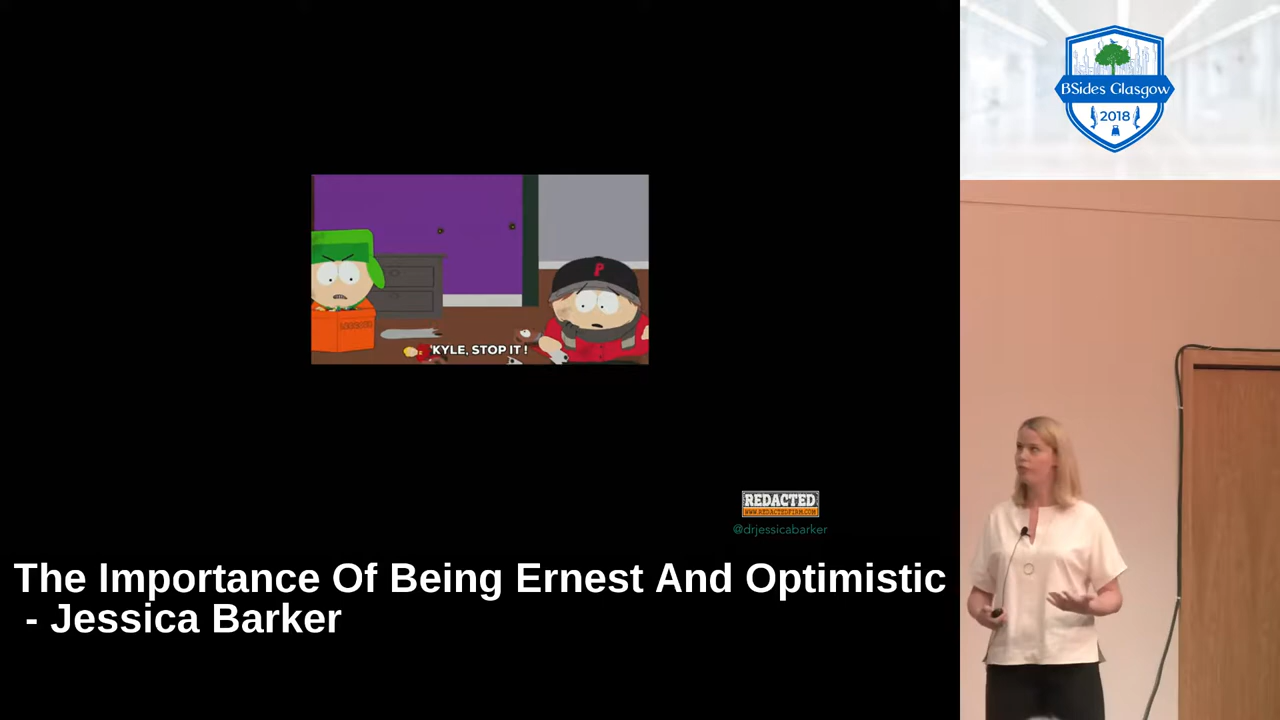 BSides Glasgow
2018
P
KYLE, STOP IT !
REDACTED
@drjessicabarker
The Importance Of Being Ernest And Optimistic
- Jessica Barker